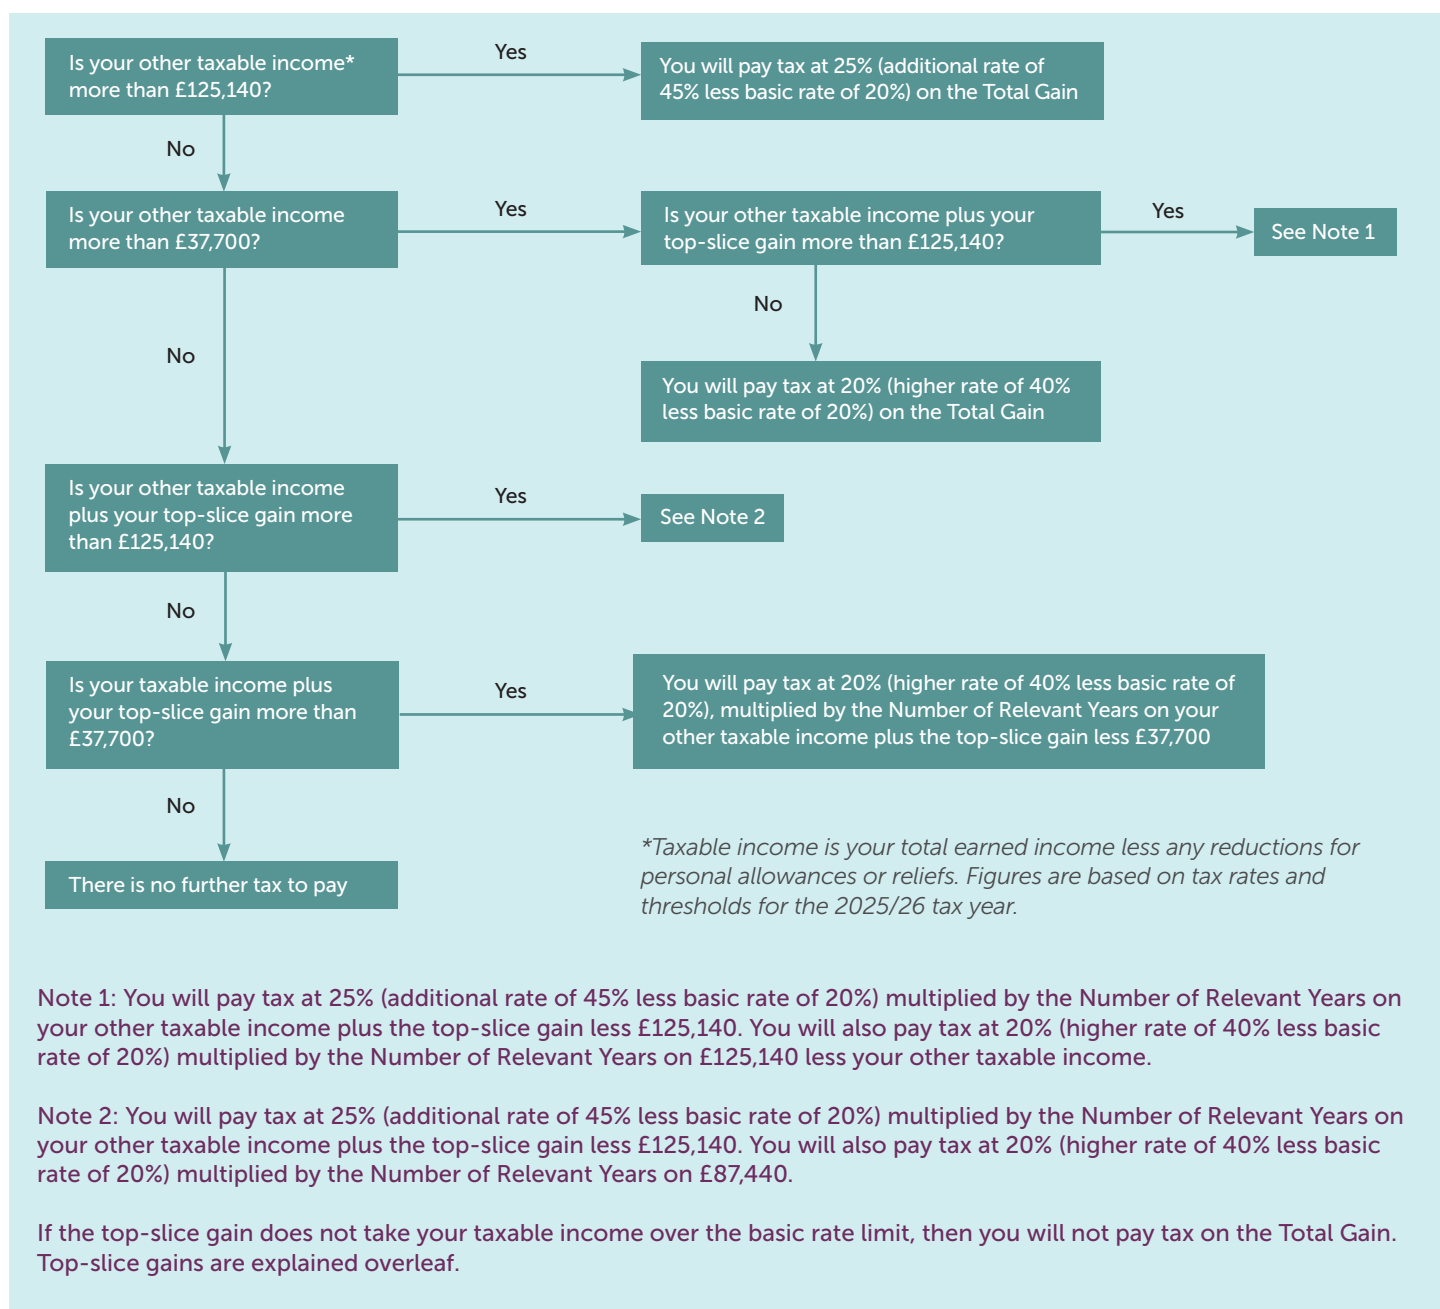 Is your other taxable income*
more than £125,140?
Yes
You will pay tax at 25% (additional rate of
45% less basic rate of 20%) on the Total Gain
No
Is your other taxable income
more than £37,700?
Yes
Is your other taxable income plus your
top-slice gain more than £125,140?
Yes
See Note 1
No
No
You will pay tax at 20% (higher rate of 40%
less basic rate of 20%) on the Total Gain
Is your other taxable income
plus your top-slice gain more
than £125,140?
Yes
See Note 2
No
Is your taxable income plus
your top-slice gain more than
£37,700?
Yes
You will pay tax at 20% (higher rate of 40% less basic rate of
20%), multiplied by the Number of Relevant Years on your
other taxable income plus the top-slice gain less £37,700
No
There is no further tax to pay
*Taxable income is your total earned income less any reductions for
personal allowances or reliefs. Figures are based on tax rates and
thresholds for the 2025/26 tax year.
Note 1: You will pay tax at 25% (additional rate of 45% less basic rate of 20%) multiplied by the Number of Relevant Years on
your other taxable income plus the top-slice gain less £125,140. You will also pay tax at 20% (higher rate of 40% less basic
rate of 20%) multiplied by the Number of Relevant Years on £125,140 less your other taxable income.
Note 2: You will pay tax at 25% (additional rate of 45% less basic rate of 20%) multiplied by the Number of Relevant Years on
your other taxable income plus the top-slice gain less £125,140. You will also pay tax at 20% (higher rate of 40% less basic
rate of 20%) multiplied by the Number of Relevant Years on £87,440.
If the top-slice gain does not take your taxable income over the basic rate limit, then you will not pay tax on the Total Gain.
Top-slice gains are explained overleaf.